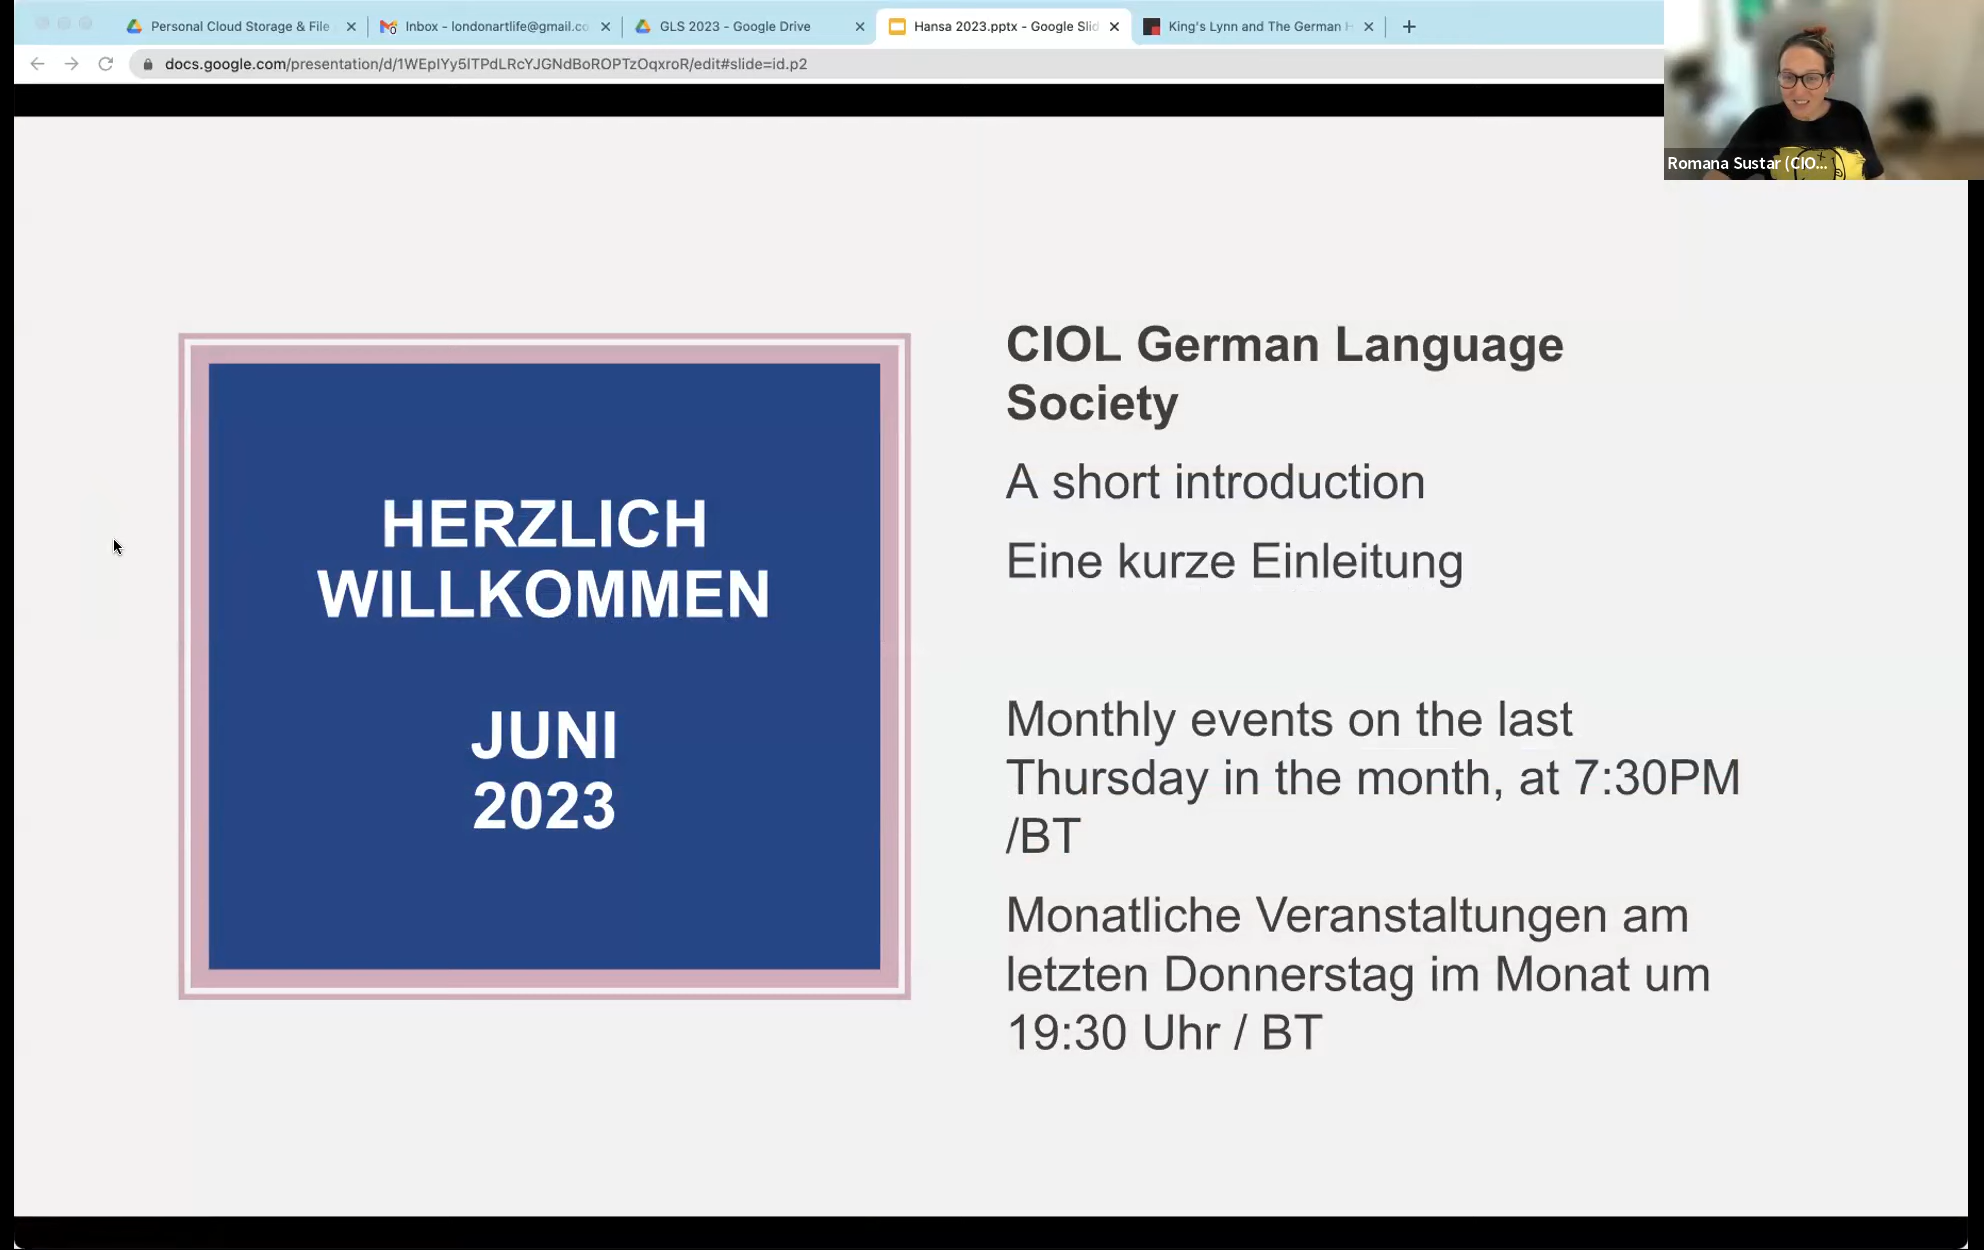 Personal Cloud Storage & File
Inbox - londonartlife@gmail.co
GLS 2023 - Google Drive
Hansa 2023.pptx - Google Slid
King's Lynn and The German H
docs.google.com/presentation/d/1WEpIYy5ITPdLRcYJGNdBoROPTzOqxroR/edit#slide=id.p2
Romana Sustar (CIO...
HERZLICH
WILLKOMMEN
JUNI
2023
CIOL German Language
Society
A short introduction
Eine kurze Einleitung
Monthly events on the last
Thursday in the month, at 7:30PM
/BT
Monatliche Veranstaltungen am
letzten Donnerstag im Monat um
19:30 Uhr / BT